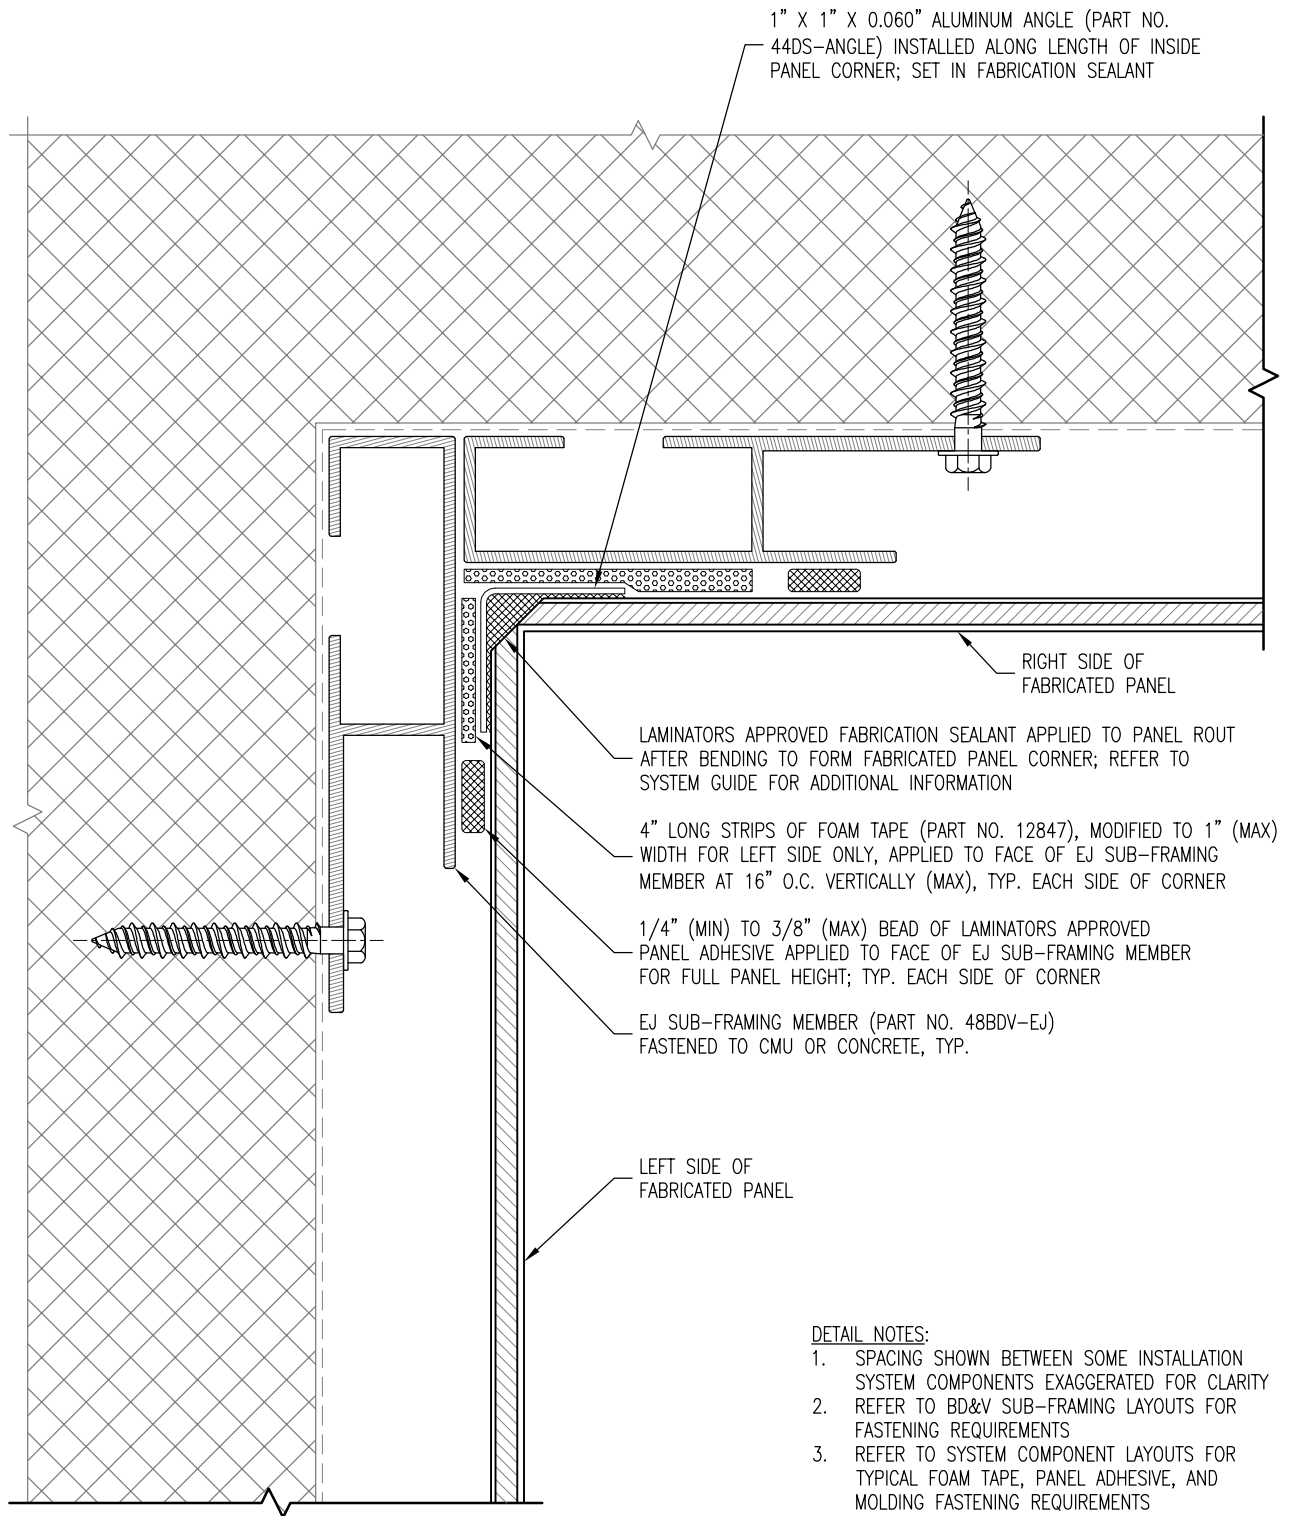 1" X 1" X 0.060" ALUMINUM ANGLE (PART NO.
44DS-ANGLE) INSTALLED ALONG LENGTH OF INSIDE
PANEL CORNER; SET IN FABRICATION SEALANT
RIGHT SIDE OF
FABRICATED PANEL
LAMINATORS APPROVED FABRICATION SEALANT APPLIED TO PANEL ROUT
AFTER BENDING TO FORM FABRICATED PANEL CORNER; REFER TO
SYSTEM GUIDE FOR ADDITIONAL INFORMATION
4" LONG STRIPS OF FOAM TAPE (PART NO. 12847), MODIFIED TO 1" (MAX)
WIDTH FOR LEFT SIDE ONLY, APPLIED TO FACE OF EJ SUB-FRAMING
MEMBER AT 16" O.C. VERTICALLY (MAX), TYP. EACH SIDE OF CORNER
1/4" (MIN) TO 3/8" (MAX) BEAD OF LAMINATORS APPROVED
PANEL ADHESIVE APPLIED TO FACE OF EJ SUB-FRAMING MEMBER
FOR FULL PANEL HEIGHT; TYP. EACH SIDE OF CORNER
EJ SUB-FRAMING MEMBER (PART NO. 48BDV-EJ)
FASTENED TO CMU OR CONCRETE, TYP.
LEFT SIDE OF
FABRICATED PANEL
DETAIL NOTES:
1. SPACING SHOWN BETWEEN SOME INSTALLATION
SYSTEM COMPONENTS EXAGGERATED FOR CLARITY
2. REFER TO BD&V SUB-FRAMING LAYOUTS FOR
FASTENING REQUIREMENTS
3. REFER TO SYSTEM COMPONENT LAYOUTS FOR
TYPICAL FOAM TAPE, PANEL ADHESIVE, AND
MOLDING FASTENING REQUIREMENTS